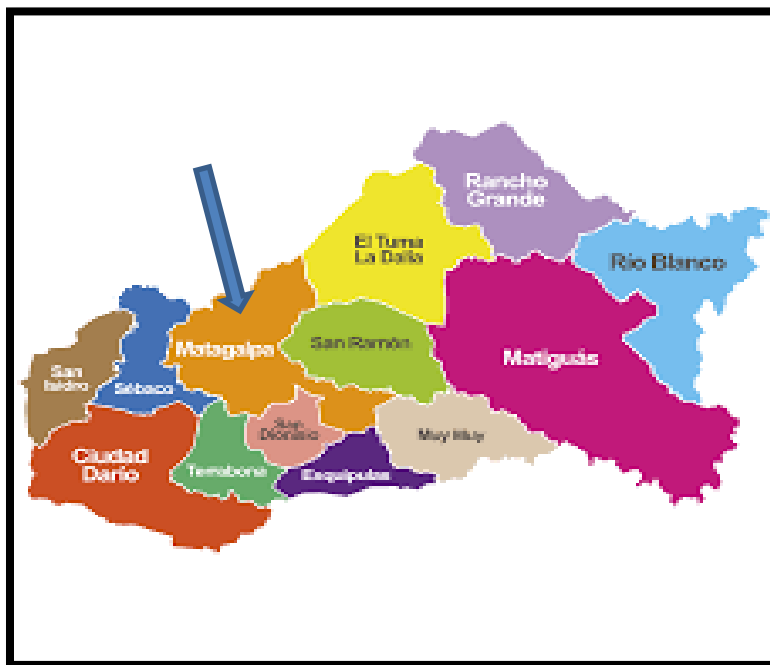 Rancho
Grande
El Tuma
La Dalia
Río Blanco
Matagalpa
San Ramón
Matiguás
San
Isidro
Sébaco
San
Dionisio
Muy Muy
Ciudad
Darío
Terrabona
Esquipulas